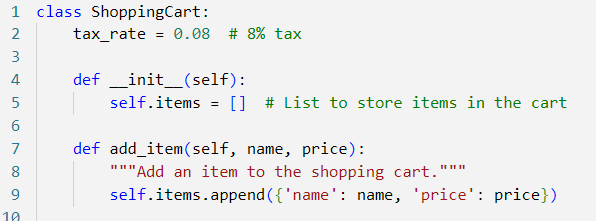 1 class ShoppingCart:
2     tax_rate = 0.08  # 8% tax
3
4     def __init__(self):
5         self.items = []  # List to store items in the cart
6
7     def add_item(self, name, price):
8         """Add an item to the shopping cart."""
9         self.items.append({'name': name, 'price': price})
10